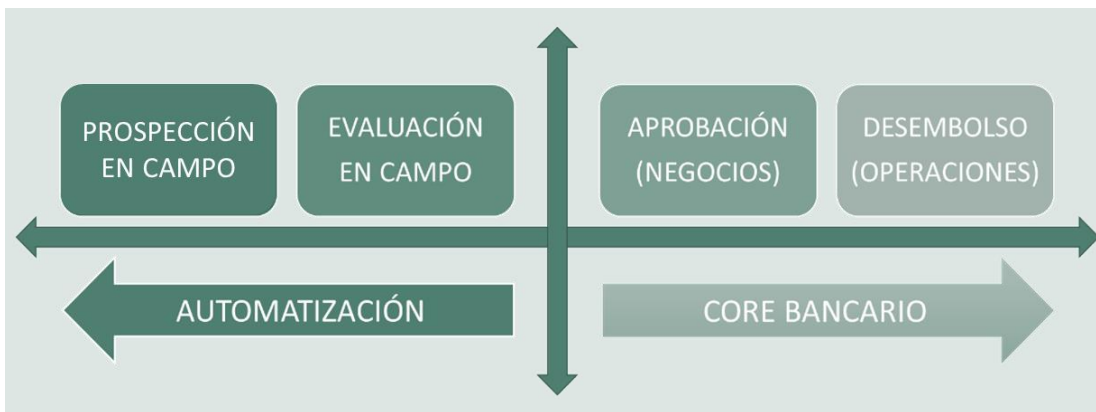 PROSPECCIÓN
EN CAMPO
EVALUACIÓN
EN CAMPO
APROBACIÓN
(NEGOCIOS)
DESEMBOLSO
(OPERACIONES)
AUTOMATIZACIÓN
CORE BANCARIO